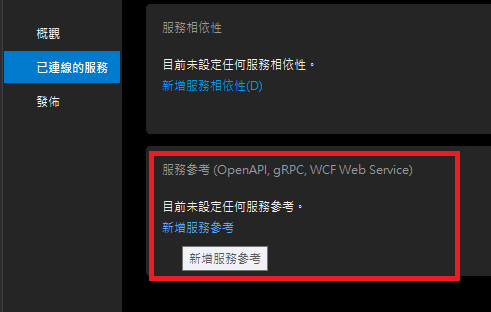 概觀
已連線的服務
發佈
服務相依性
目前未設定任何服務相依性。
新增服務相依性(D)
服務參考 (OpenAPI, gRPC, WCF Web Service)
目前未設定任何服務參考。
新增服務參考
新增服務參考